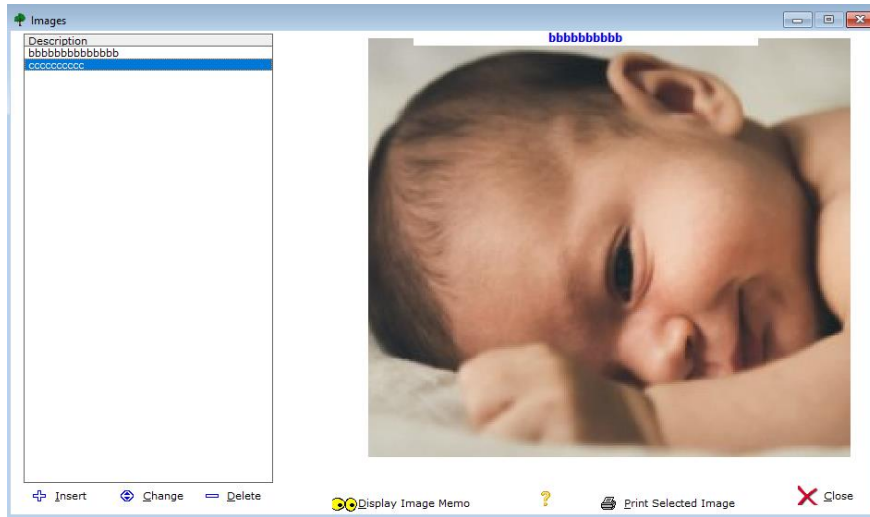 Images
Description
bbbbbbbbbbbbbb
cccccccccc
bbbbbbbbbb
Insert
Change
Delete
Display Image Memo
?
Print Selected Image
Close